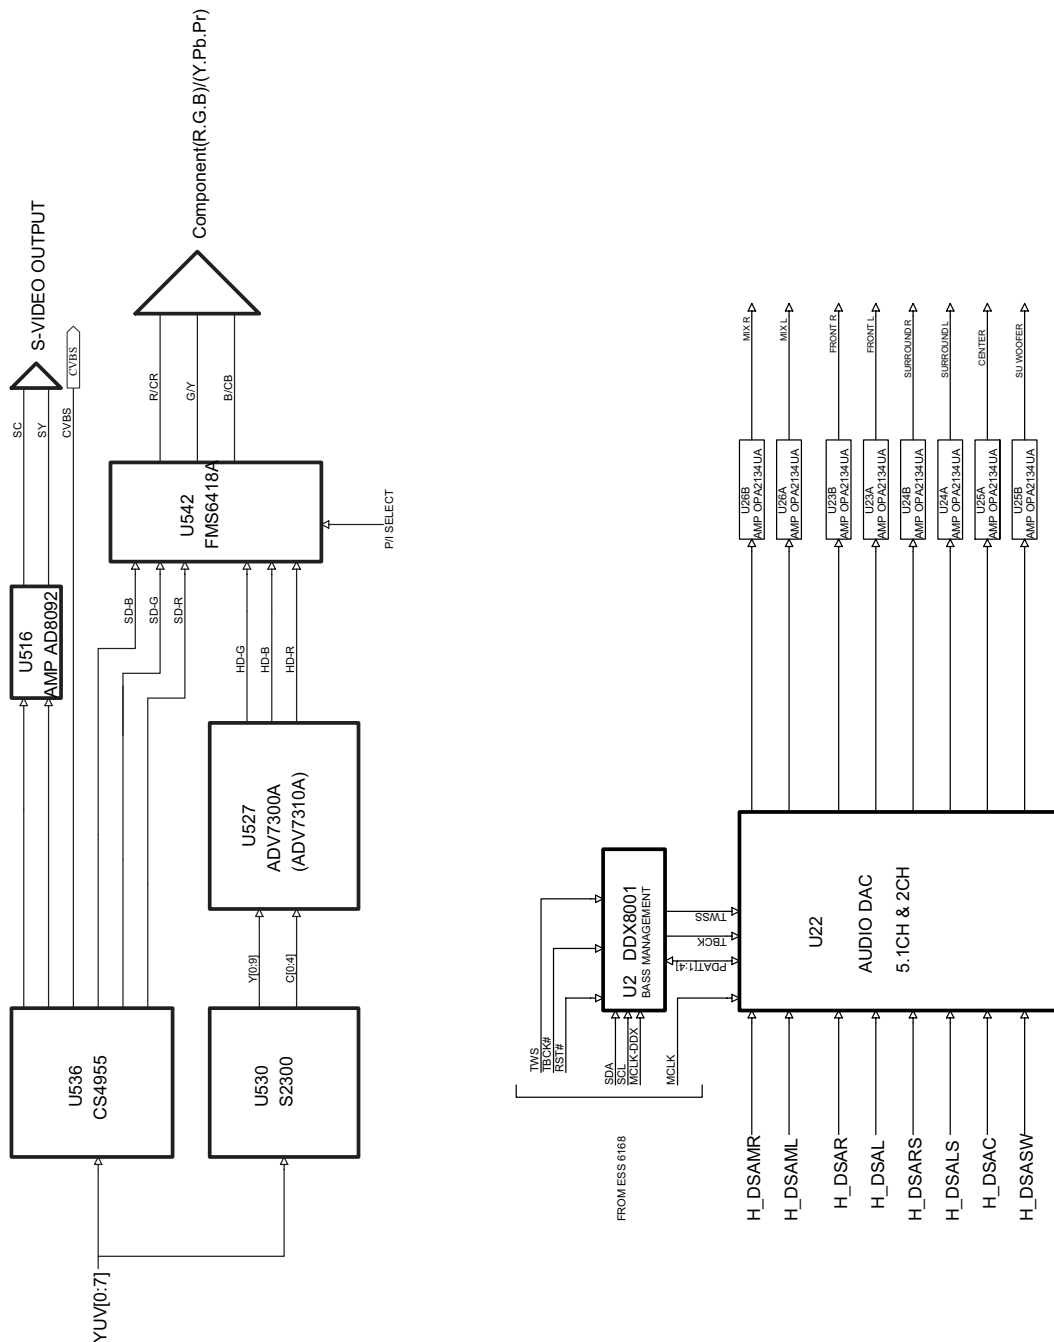 YUV[0:7]
U536
CS4955
U530
S2300
Y[0:9]
C[0:4]
U527
ADV7300A
(ADV7310A)
U516
AMP AD8092
SD-B
SD-G
SD-R
HD-G
HD-B
HD-R
U542
FMS6418A
P/I SELECT
SC
SY
CVBS
CVBS
S-VIDEO OUTPUT
R/CR
G/Y
B/CB
Component(R.G.B)/(Y.Pb.Pr)
FROM ESS 6168
TWS
TBCK#
RST#
SDA
SCL
MCLK-DDX
MCLK
U2 DDX8001
BASS MANAGEMENT
PDAT[1:4]
TBCK
TWSS
H_DSAMR
H_DSAML
H_DSAR
H_DSAL
H_DSARS
H_DSALS
H_DSAC
H_DSASW
U22
AUDIO DAC
5.1CH & 2CH
U26B
AMP OPA2134UA
U26A
AMP OPA2134UA
U23B
AMP OPA2134UA
U23A
AMP OPA2134UA
U24B
AMP OPA2134UA
U24A
AMP OPA2134UA
U25A
AMP OPA2134UA
U25B
AMP OPA2134UA
MIX R
MIX L
FRONT R
FRONT L
SURROUND R
SURROUND L
CENTER
SU WOOFER